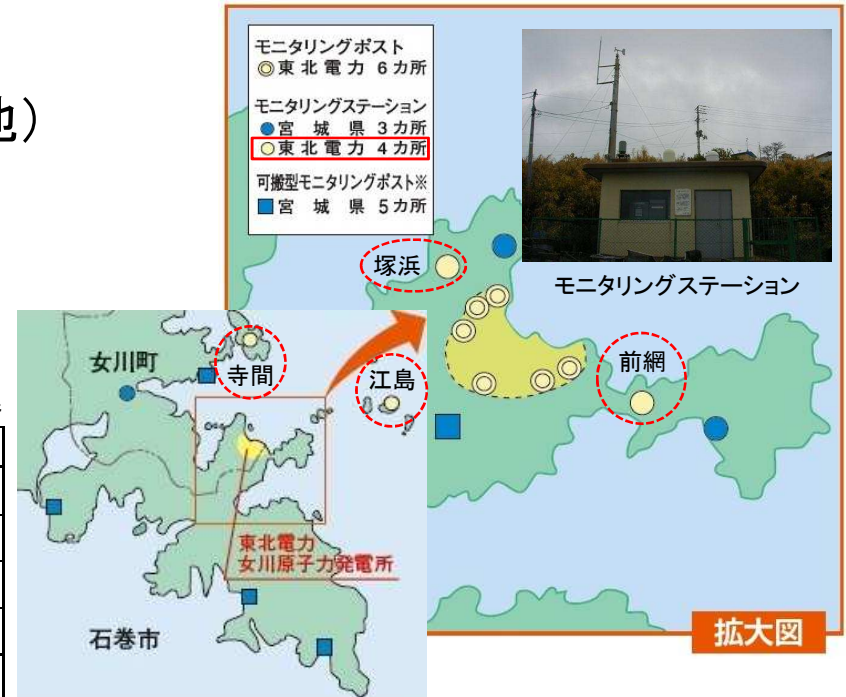 地）
モニタリングポスト
◎東北電力 6カ所
モニタリングステーション
●宮城県 3カ所
○東北電力 4カ所
可搬型モニタリングポスト※
■宮城県 5カ所
モニタリングステーション
塚浜
前網
女川町
寺間
江島
東北電力
女川原子力発電所
石巻市
拡大図